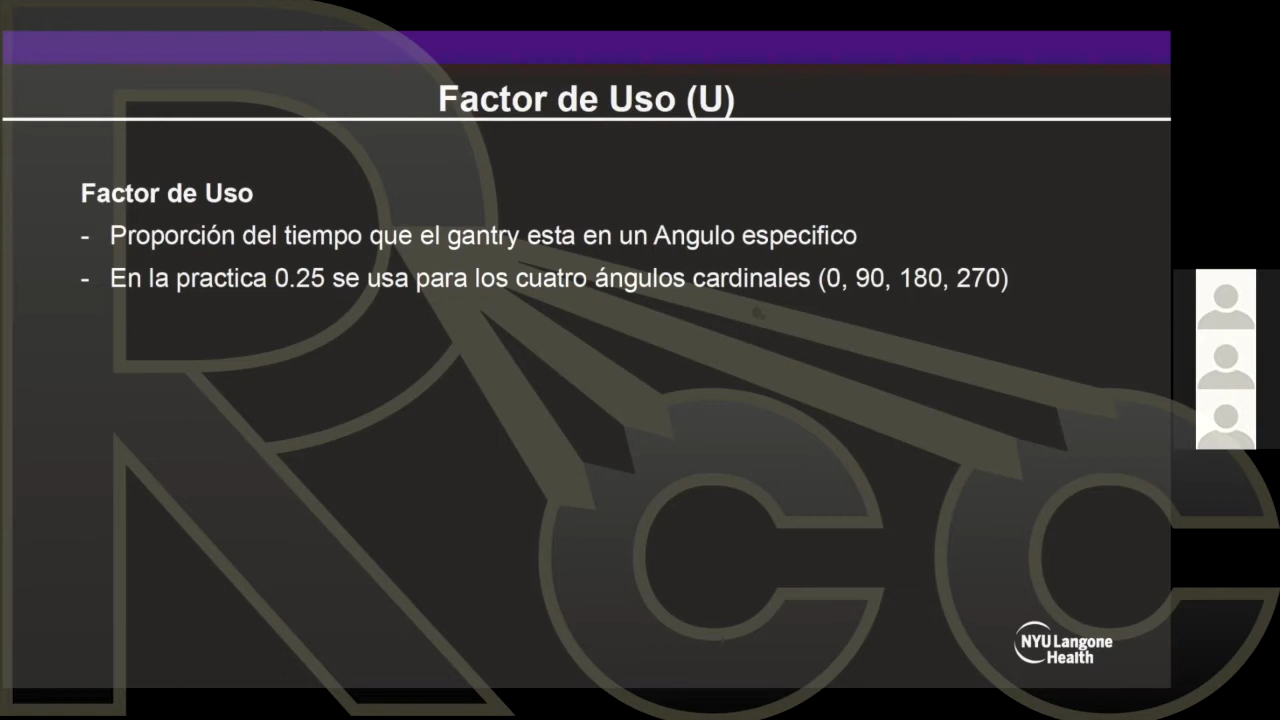 Factor de Uso (U)
Factor de Uso
- Proporción del tiempo que el gantry esta en un Angulo especifico
- En la practica 0.25 se usa para los cuatro ángulos cardinales (0, 90, 180, 270)
Rcc
NYU Langone
Health